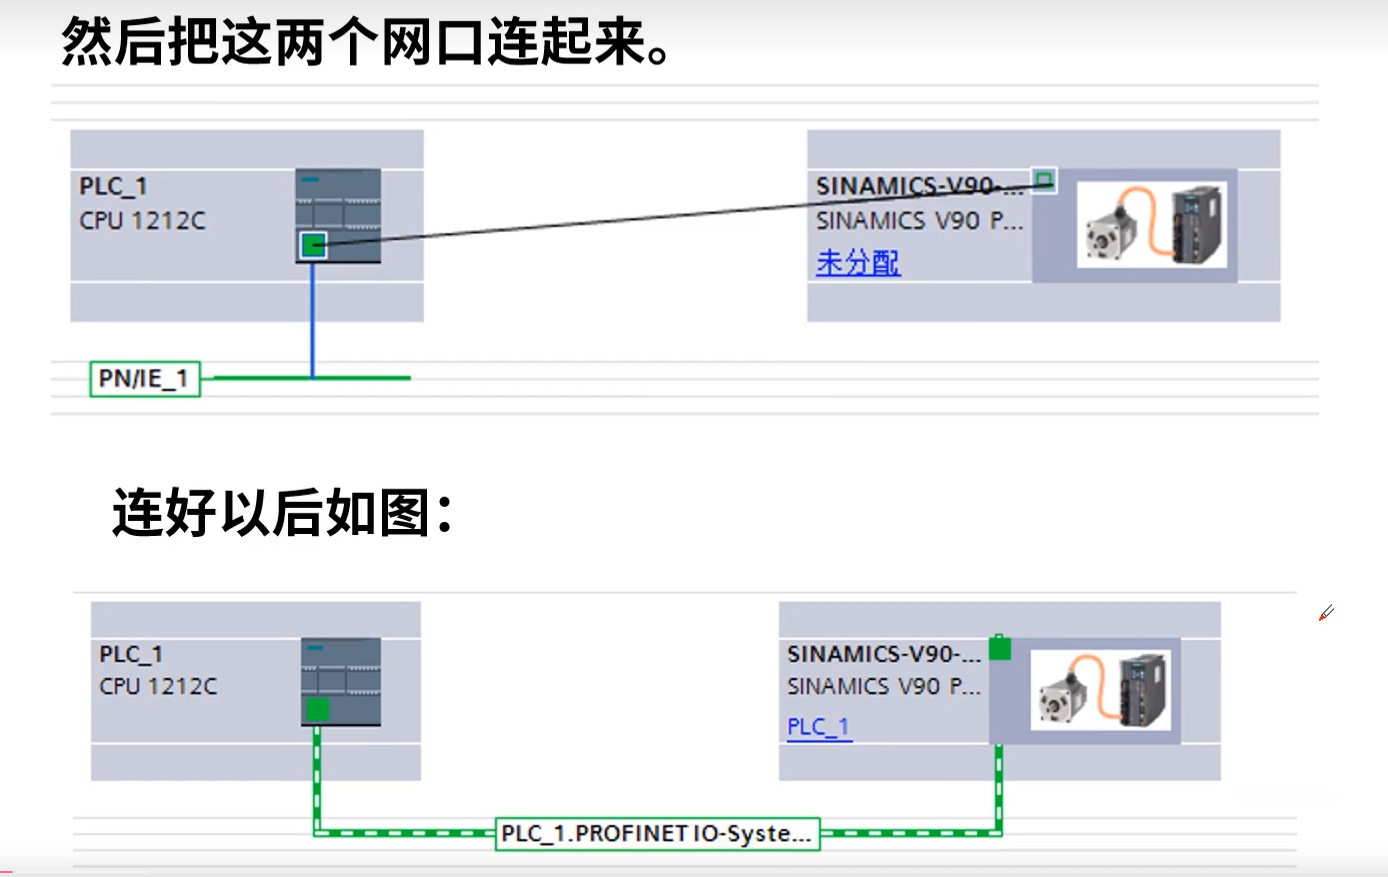 然后把这两个网口连起来。
PLC_1
CPU 1212C
SINAMICS-V90-...
SINAMICS V90 P...
未分配
PN/IE_1
连好以后如图：
PLC_1
CPU 1212C
SINAMICS-V90-...
SINAMICS V90 P...
PLC_1
PLC_1.PROFINET IO-Syste...